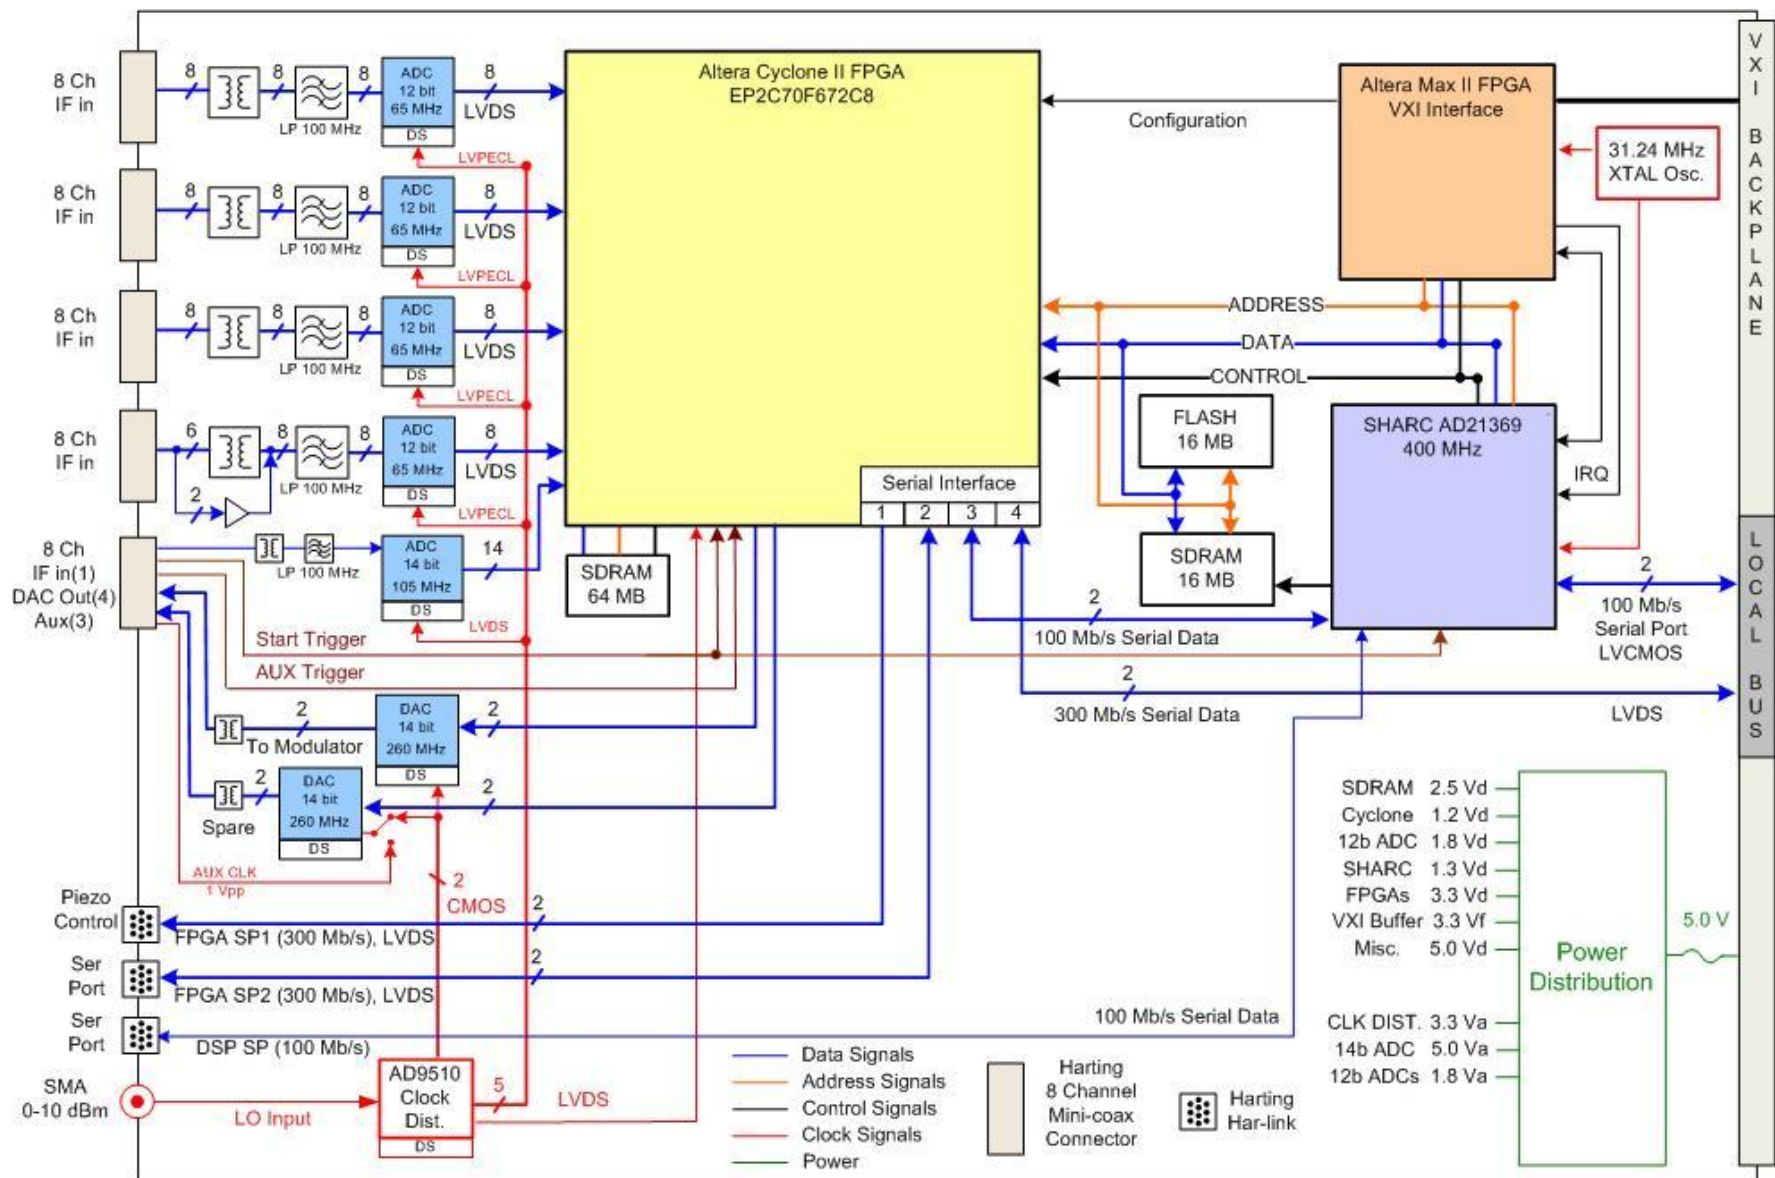 8 Ch
IF in
8
8
LP 100 MHz
8
ADC
12 bit
65 MHz
DS
8
LVDS
LVPECL
8 Ch
IF in
8
8
LP 100 MHz
8
ADC
12 bit
65 MHz
DS
8
LVDS
LVPECL
8 Ch
IF in
8
8
LP 100 MHz
8
ADC
12 bit
65 MHz
DS
8
LVDS
LVPECL
8 Ch
IF in
6
2
8
LP 100 MHz
8
ADC
12 bit
65 MHz
DS
8
LVDS
LVPECL
8 Ch
IF in(1)
DAC Out(4)
Aux(3)
LP 100 MHz
ADC
14 bit
105 MHz
DS
14
LVDS
Start Trigger
AUX Trigger
2
To Modulator
DAC
14 bit
260 MHz
DS
2
2
Spare
DAC
14 bit
260 MHz
DS
2
AUX CLK
1 Vpp
2
CMOS
Piezo
Control
2
FPGA SP1 (300 Mb/s), LVDS
Ser
Port
2
FPGA SP2 (300 Mb/s), LVDS
Ser
Port
DSP SP (100 Mb/s)
SMA
0-10 dBm
LO Input
AD9510
Clock
Dist.
DS
5
LVDS
Altera Cyclone II FPGA
EP2C70F672C8
Serial Interface
1
2
3
4
SDRAM
64 MB
Configuration
Altera Max II FPGA
VXI Interface
31.24 MHz
XTAL Osc.
ADDRESS
DATA
CONTROL
FLASH
16 MB
SDRAM
16 MB
SHARC AD21369
400 MHz
IRQ
2
100 Mb/s Serial Data
2
300 Mb/s Serial Data
LVDS
2
100 Mb/s
Serial Port
LVCMOS
100 Mb/s Serial Data
VXI BACKPLANE
LOCAL BUS
SDRAM 2.5 Vd
Cyclone 1.2 Vd
12b ADC 1.8 Vd
SHARC 1.3 Vd
FPGAs 3.3 Vd
VXI Buffer 3.3 Vf
Misc. 5.0 Vd
CLK DIST. 3.3 Va
14b ADC 5.0 Va
12b ADCs 1.8 Va
Power
Distribution
5.0 V
Data Signals
Address Signals
Control Signals
Clock Signals
Power
Harting
8 Channel
Mini-coax
Connector
Harting
Har-link